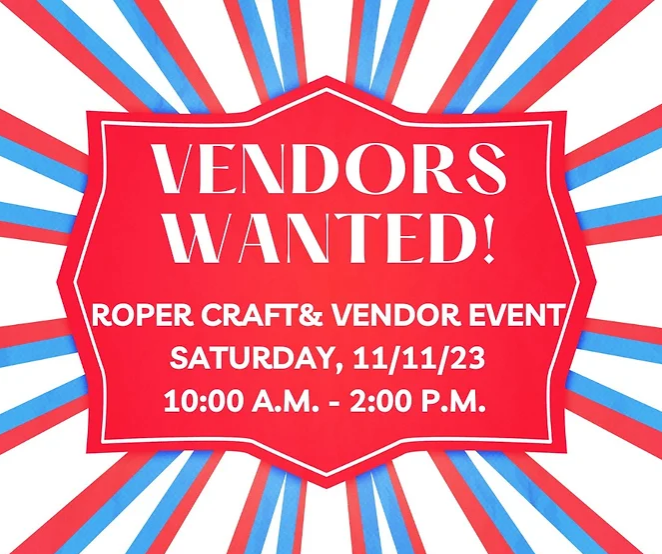 VENDORS
WANTED!
ROPER CRAFT& VENDOR EVENT
SATURDAY, 11/11/23
10:00 A.M. - 2:00 P.M.